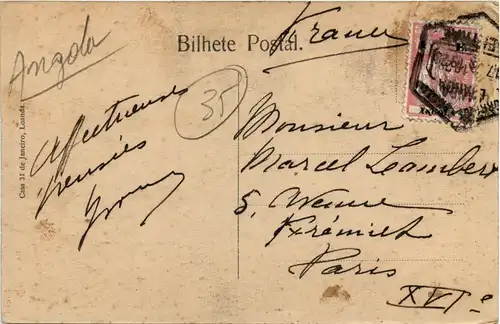 Angola
Bilhete Postal.
France
35
Casa 31 de Janeiro, Loanda
Affectueuses
pensées
Monsieur
Marcel Lambert
5, Avenue
Frémiet
Paris
XVIe